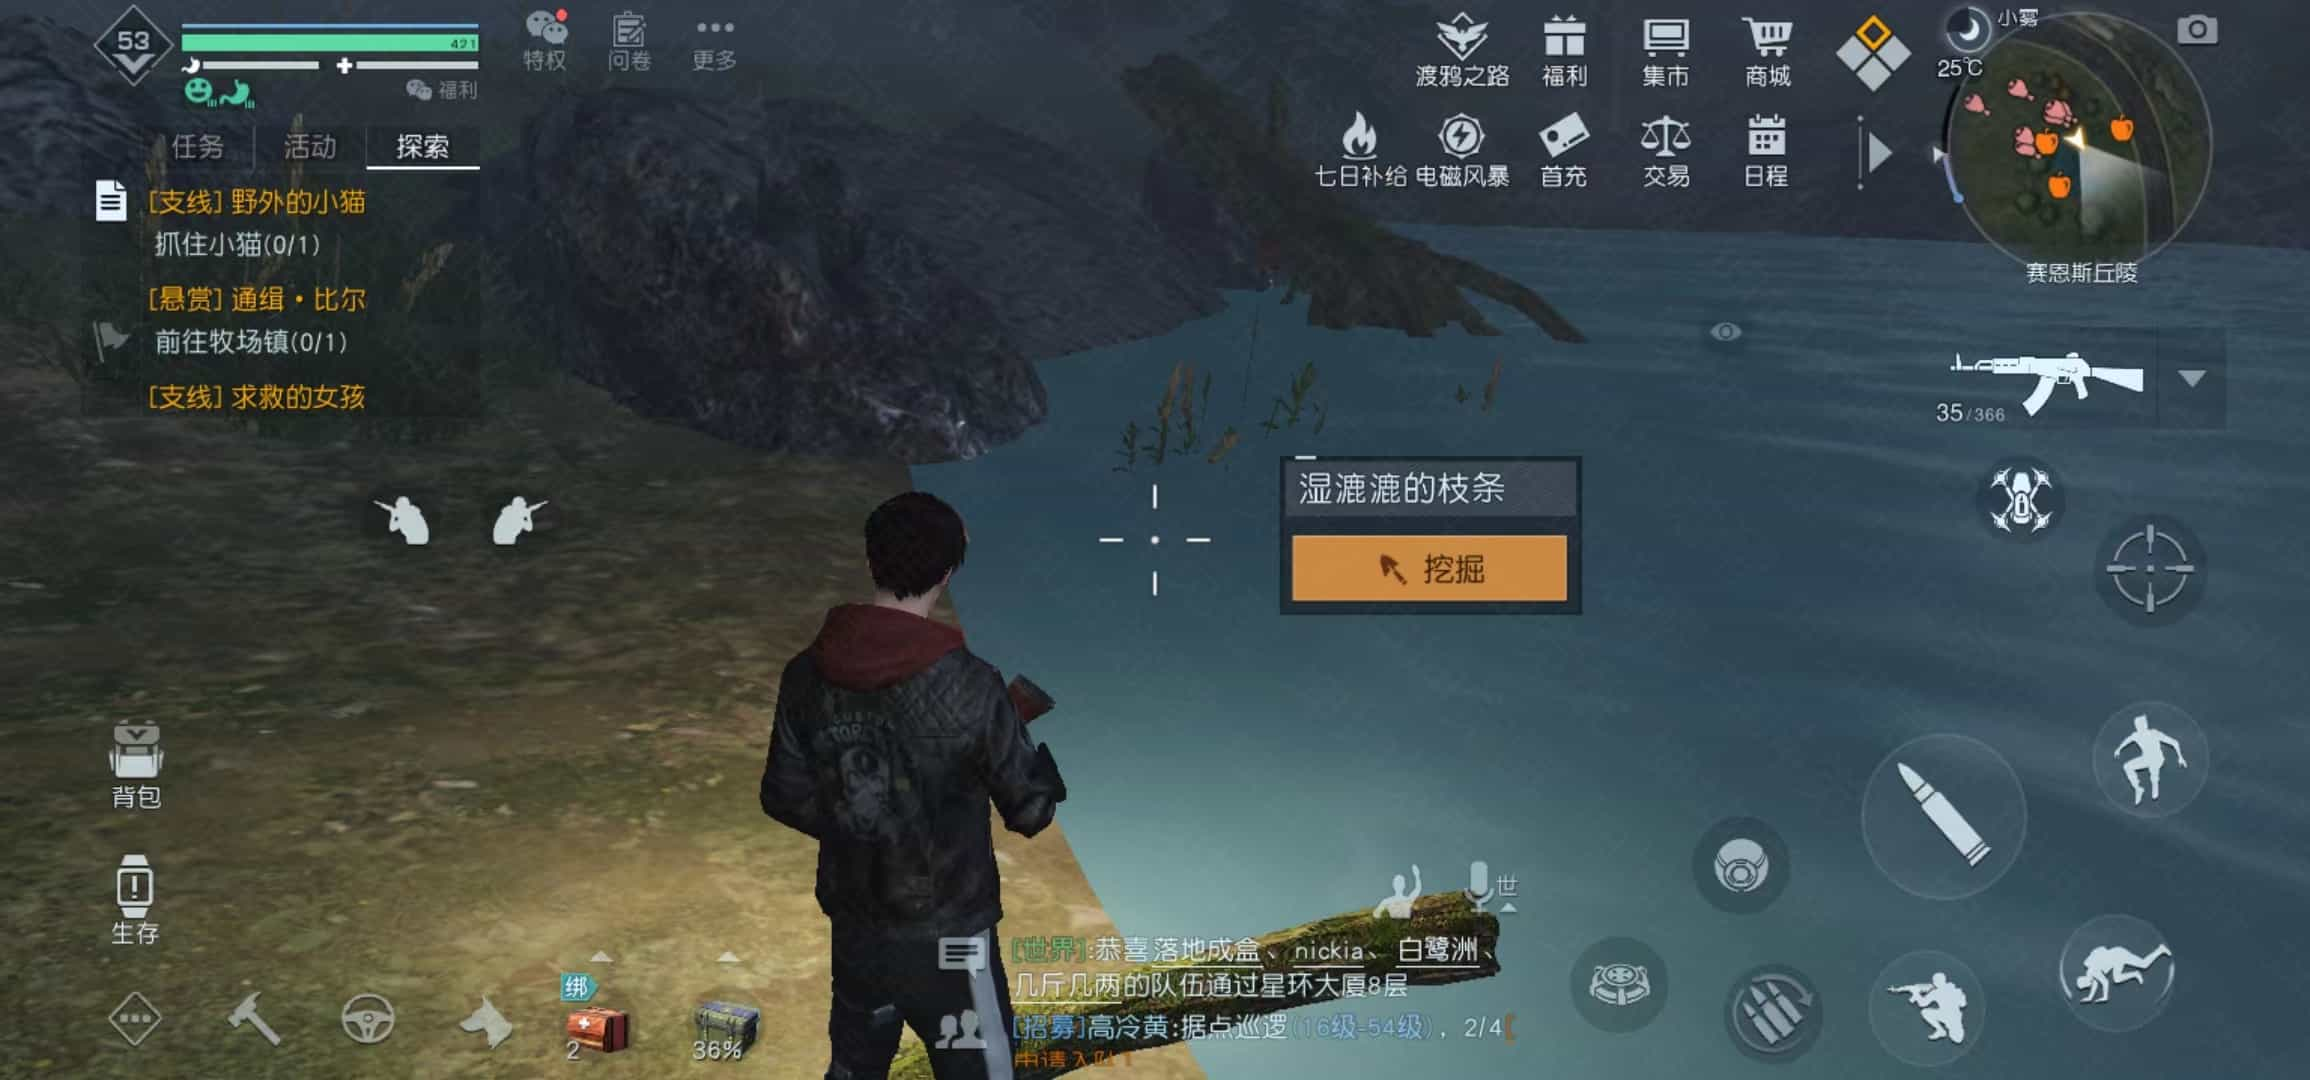 53
421
特权
问卷
更多
福利
任务
活动
探索
[支线] 野外的小猫
抓住小猫(0/1)
[悬赏] 通缉·比尔
前往牧场镇(0/1)
[支线] 求救的女孩
渡鸦之路
福利
集市
商城
七日补给
电磁风暴
首充
交易
日程
小雾
25℃
赛恩斯丘陵
35/366
湿漉漉的枝条
挖掘
CUSTOM
背包
生存
绑
2
36%
世
[世界]:恭喜落地成盒、nickia、白鹭洲、
几斤几两的队伍通过星环大厦8层
[招募]高冷黄:据点巡逻(16级-54级)，2/4[
申请入队]